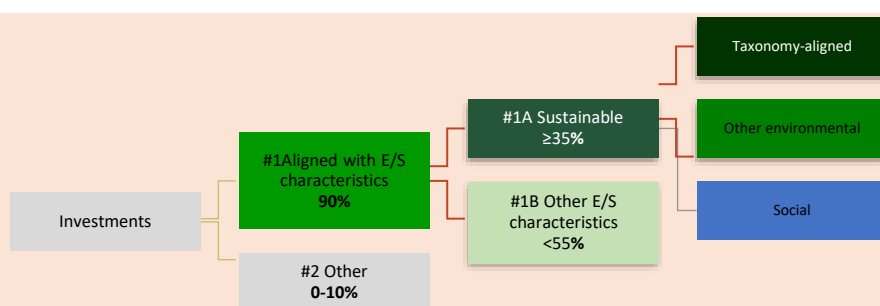 Investments
#1Aligned with E/S
characteristics
90%
#2 Other
0-10%
#1A Sustainable
≥35%
#1B Other E/S
characteristics
<55%
Taxonomy-aligned
Other environmental
Social